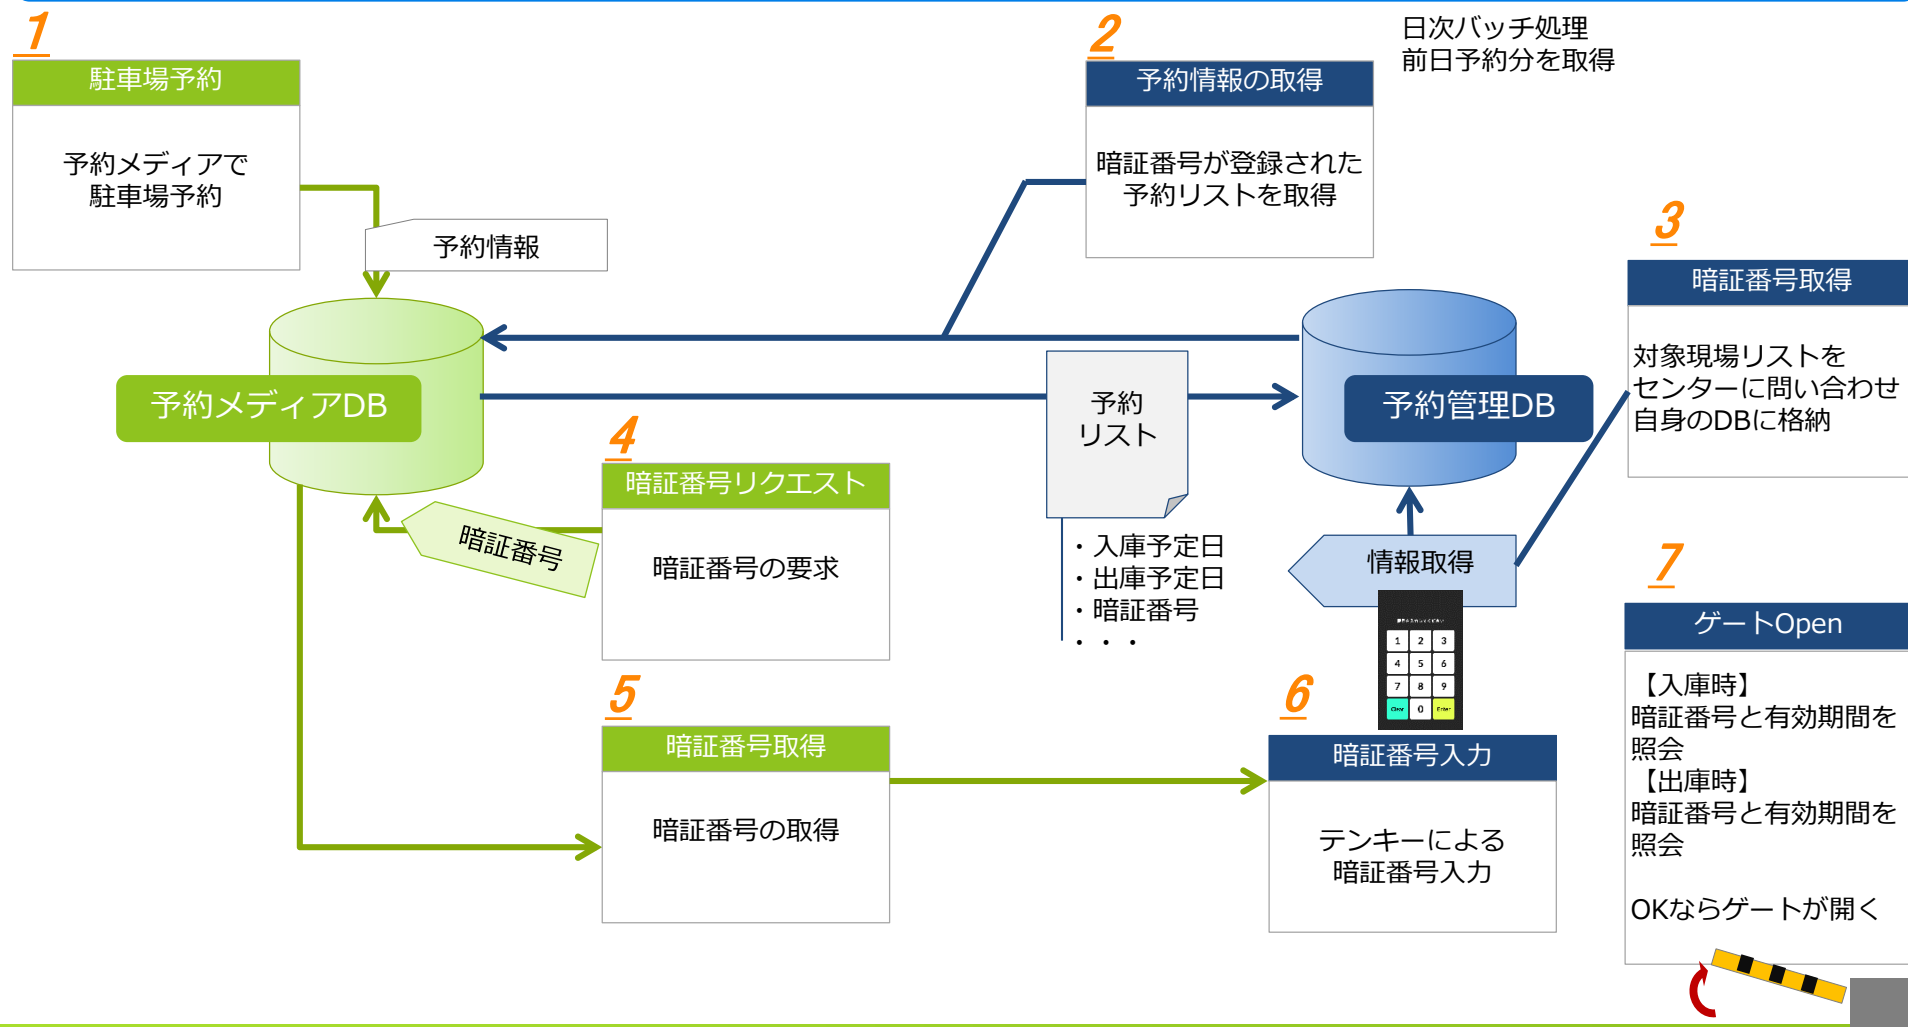 1
駐車場予約
予約メディアで
駐車場予約
予約情報
2
予約情報の取得
暗証番号が登録された
予約リストを取得
日次バッチ処理
前日予約分を取得
3
暗証番号取得
対象現場リストを
センターに問い合わせ
自身のDBに格納
予約メディアDB
予約
リスト
・入庫予定日
・出庫予定日
・暗証番号
・・・
予約管理DB
情報取得
4
暗証番号リクエスト
暗証番号の要求
暗証番号
5
暗証番号取得
暗証番号の取得
1 2 3
4 5 6
7 8 9
Clear 0 Enter
6
暗証番号入力
テンキーによる
暗証番号入力
7
ゲートOpen
【入庫時】
暗証番号と有効期間を
照会
【出庫時】
暗証番号と有効期間を
照会
OKならゲートが開く